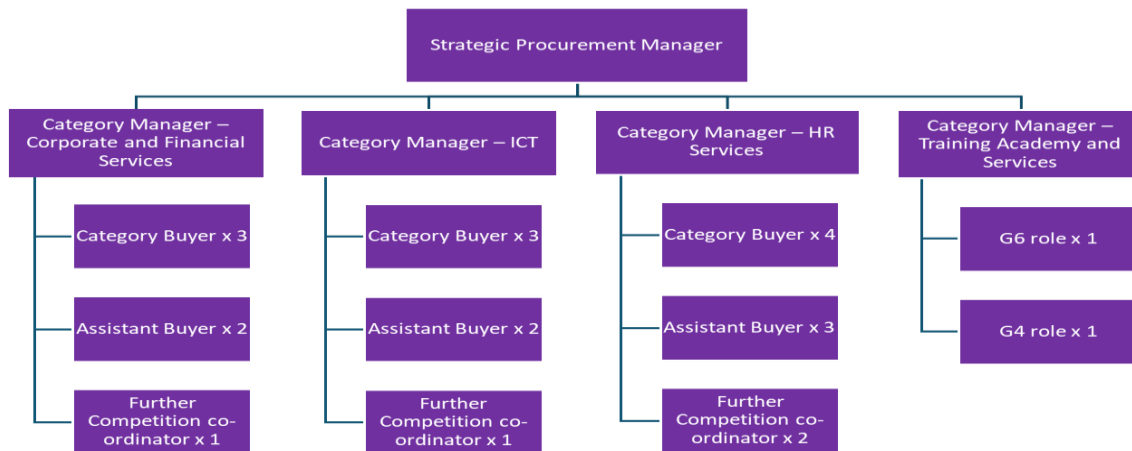 Strategic Procurement Manager
Category Manager –
Corporate and Financial
Services
Category Manager – ICT
Category Manager – HR
Services
Category Manager –
Training Academy and
Services
Category Buyer x 3
Category Buyer x 3
Category Buyer x 4
G6 role x 1
Assistant Buyer x 2
Assistant Buyer x 2
Assistant Buyer x 3
G4 role x 1
Further
Competition co-
ordinator x 1
Further
Competition co-
ordinator x 1
Further
Competition co-
ordinator x 2